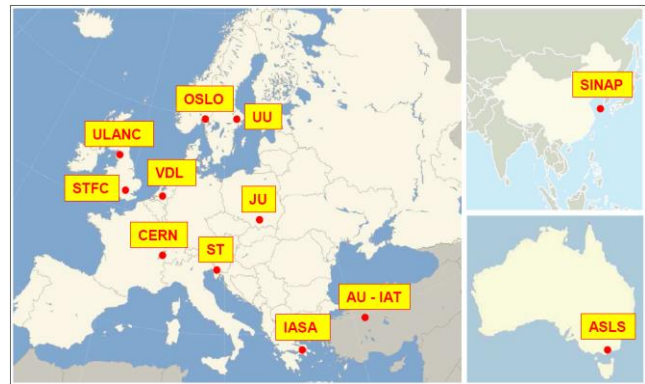 OSLO
UU
ULANC
STFC
VDL
JU
CERN
ST
AU - IAT
IASA
SINAP
ASLS